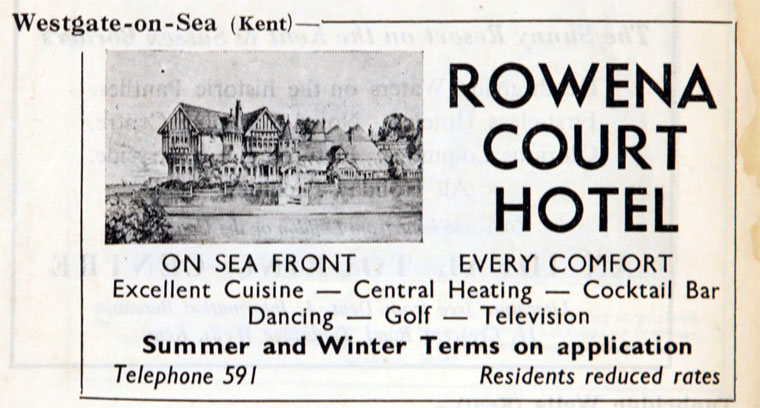 Westgate-on-Sea (Kent)—
ROWENA
COURT
HOTEL
ON SEA FRONT EVERY COMFORT
Excellent Cuisine — Central Heating — Cocktail Bar
Dancing — Golf — Television
Summer and Winter Terms on application
Telephone 591 Residents reduced rates